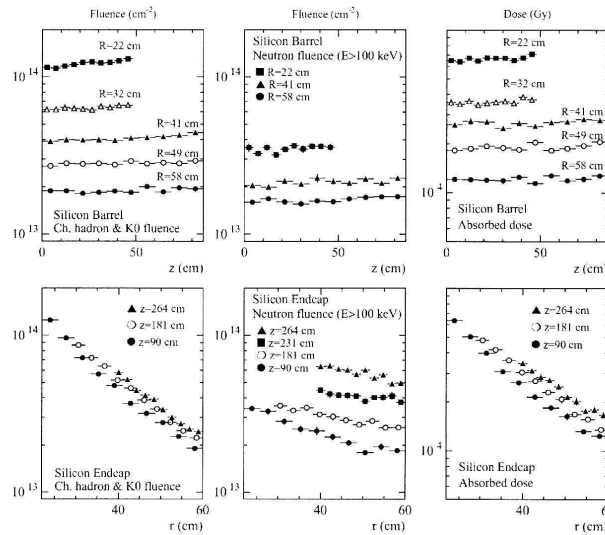 Fluence (cm⁻²)
Fluence (cm⁻²)
Dose (Gy)
R=22 cm
10¹⁴
R=32 cm
R=41 cm
R=49 cm
R=58 cm
Silicon Barrel
Ch. hadron & K0 fluence
10¹³
0
50
z (cm)
Silicon Barrel
Neutron fluence (E>100 keV)
R=22 cm
R=41 cm
R=58 cm
10¹⁴
10¹³
0
50
z (cm)
R=22 cm
R=32 cm
R=41 cm
R=49 cm
R=58 cm
10⁴
Silicon Barrel
Absorbed dose
0
50
z (cm)
z=264 cm
z=181 cm
z=90 cm
10¹⁴
Silicon Endcap
Ch. hadron & K0 fluence
10¹³
40
60
r (cm)
Silicon Endcap
Neutron fluence (E>100 keV)
z=264 cm
z=231 cm
z=181 cm
z=90 cm
10¹⁴
10¹³
40
60
r (cm)
z=264 cm
z=181 cm
z=90 cm
10⁴
Silicon Endcap
Absorbed dose
40
r (cm)